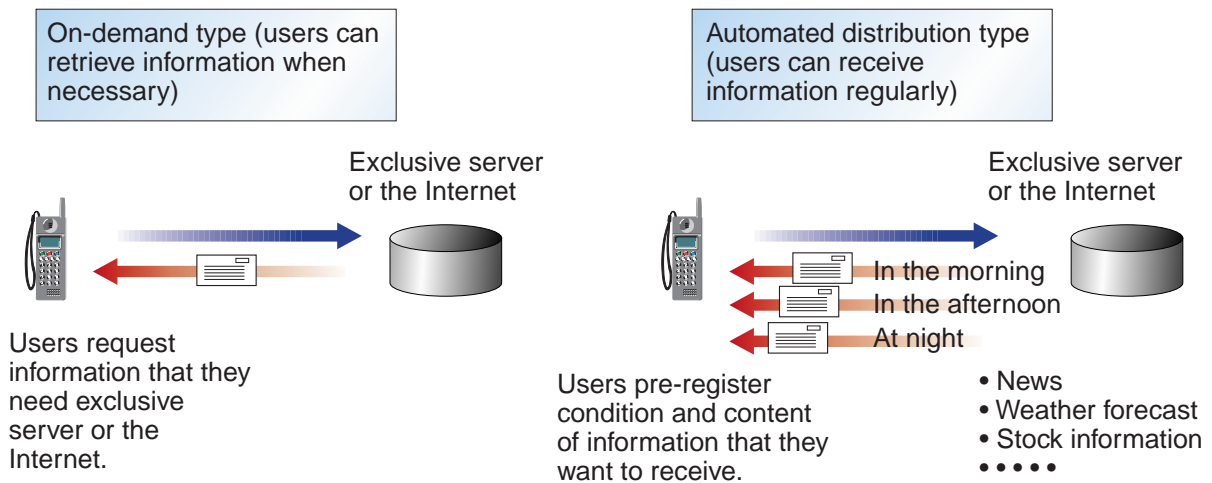 On-demand type (users can
retrieve information when
necessary)
Exclusive server
or the Internet
Users request
information that they
need exclusive
server or the
Internet.
Automated distribution type
(users can receive
information regularly)
Exclusive server
or the Internet
In the morning
In the afternoon
At night
Users pre-register
condition and content
of information that they
want to receive.
• News
• Weather forecast
• Stock information
• • • • •